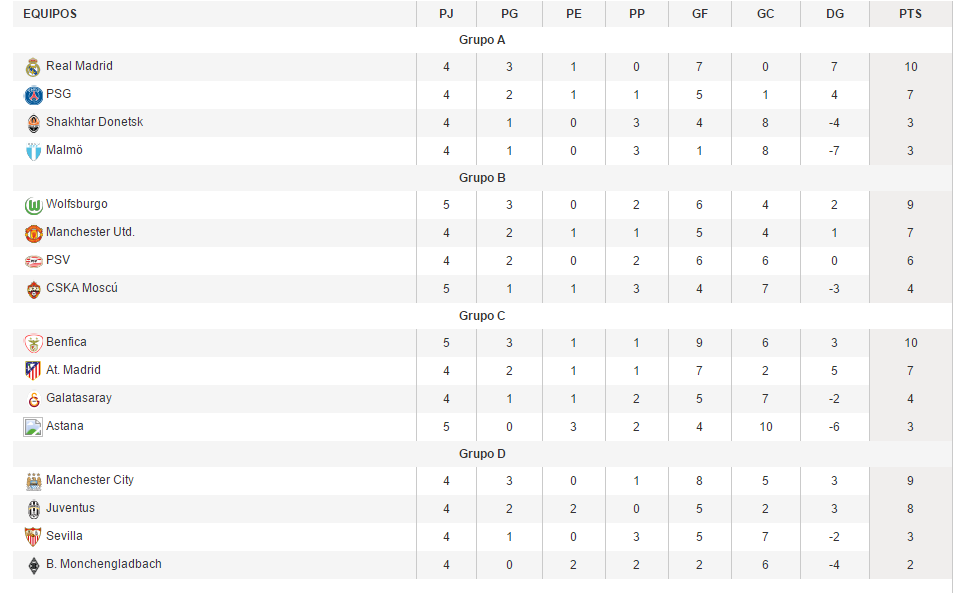 EQUIPOS PJ PG PE PP GF GC DG PTS
Grupo A
Real Madrid 4 3 1 0 7 0 7 10
PSG 4 2 1 1 5 1 4 7
Shakhtar Donetsk 4 1 0 3 4 8 -4 3
Malmö 4 1 0 3 1 8 -7 3
Grupo B
Wolfsburgo 5 3 0 2 6 4 2 9
Manchester Utd. 4 2 1 1 5 4 1 7
PSV 4 2 0 2 6 6 0 6
CSKA Moscú 5 1 1 3 4 7 -3 4
Grupo C
Benfica 5 3 1 1 9 6 3 10
At. Madrid 4 2 1 1 7 2 5 7
Galatasaray 4 1 1 2 5 7 -2 4
Astana 5 0 3 2 4 10 -6 3
Grupo D
Manchester City 4 3 0 1 8 5 3 9
Juventus 4 2 2 0 5 2 3 8
Sevilla 4 1 0 3 5 7 -2 3
B. Monchengladbach 4 0 2 2 2 6 -4 2